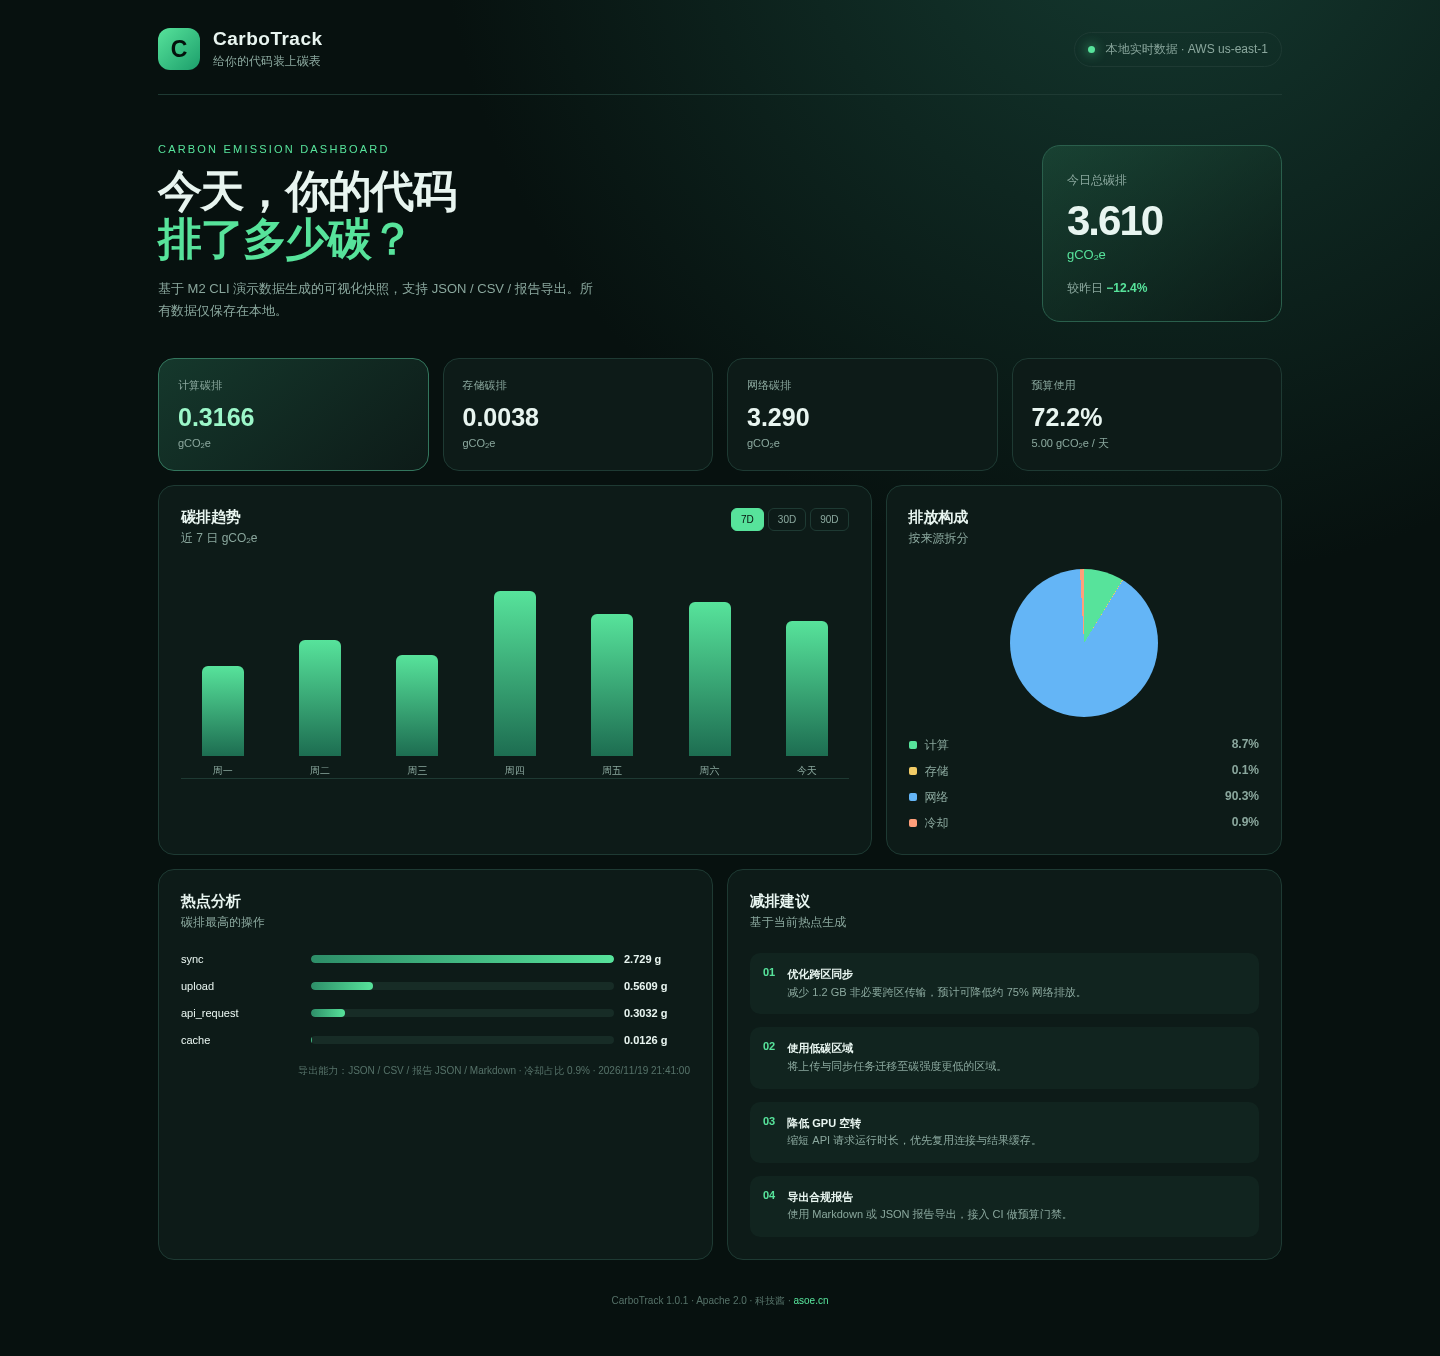 C
CarboTrack
给你的代码装上碳表
本地实时数据 · AWS us-east-1
CARBON EMISSION DASHBOARD
今天，你的代码
排了多少碳？
基于 M2 CLI 演示数据生成的可视化快照，支持 JSON / CSV / 报告导出。所
有数据仅保存在本地。
今日总碳排
3.610
gCO₂e
较昨日 −12.4%
计算碳排
0.3166
gCO₂e
存储碳排
0.0038
gCO₂e
网络碳排
3.290
gCO₂e
预算使用
72.2%
5.00 gCO₂e / 天
碳排趋势
近 7 日 gCO₂e
7D 30D 90D
周一 周二 周三 周四 周五 周六 今天
排放构成
按来源拆分
计算 8.7%
存储 0.1%
网络 90.3%
冷却 0.9%
热点分析
碳排最高的操作
sync 2.729 g
upload 0.5609 g
api_request 0.3032 g
cache 0.0126 g
导出能力：JSON / CSV / 报告 JSON / Markdown · 冷却占比 0.9% · 2026/11/19 21:41:00
减排建议
基于当前热点生成
01 优化跨区同步
减少 1.2 GB 非必要跨区传输，预计可降低约 75% 网络排放。
02 使用低碳区域
将上传与同步任务迁移至碳强度更低的区域。
03 降低 GPU 空转
缩短 API 请求运行时长，优先复用连接与结果缓存。
04 导出合规报告
使用 Markdown 或 JSON 报告导出，接入 CI 做预算门禁。
CarboTrack 1.0.1 · Apache 2.0 · 科技酱 · asoe.cn